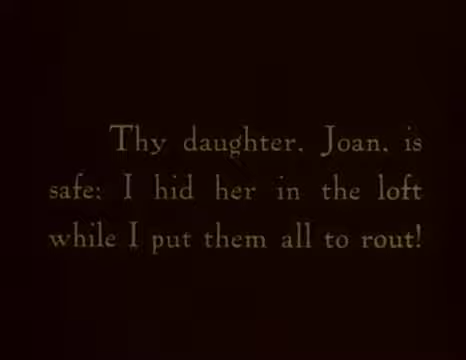 Thy daughter, Joan, is
safe; I hid her in the loft
while I put them all to rout!